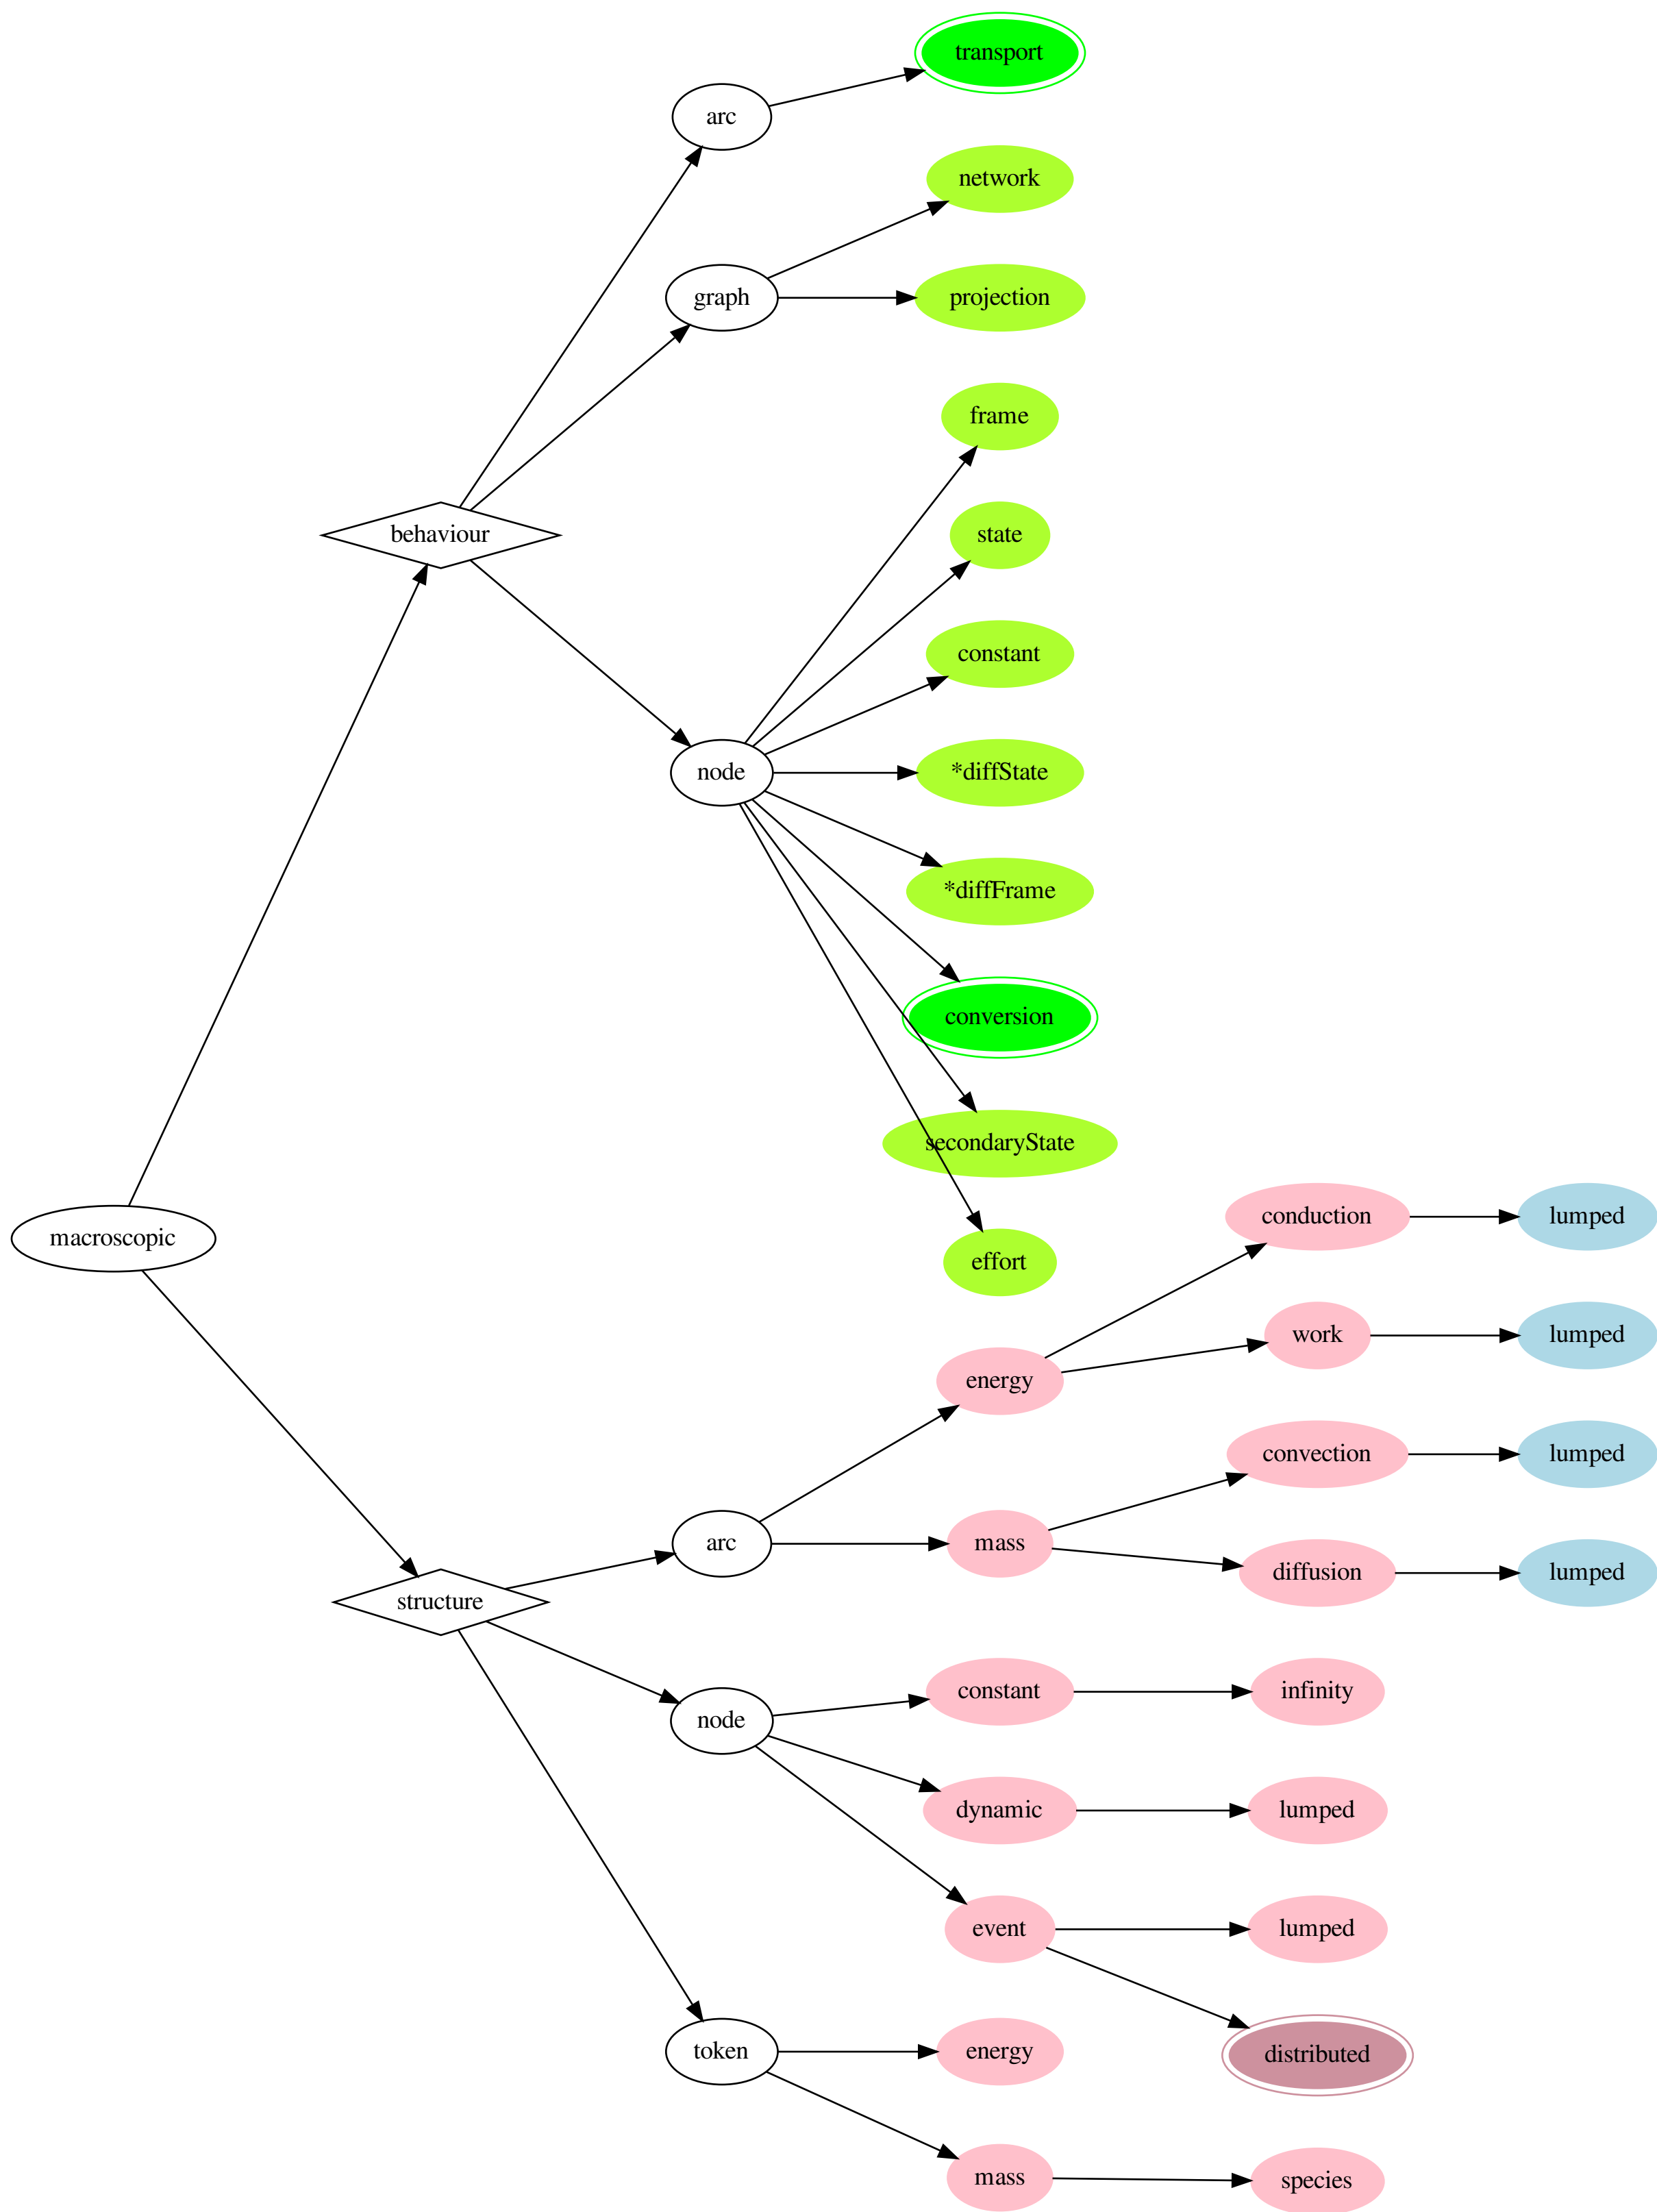 transport
arc
network
graph
projection
frame
behaviour
state
constant
node
*diffState
*diffFrame
conversion
secondaryState
macroscopic
conduction
lumped
effort
work
lumped
energy
convection
lumped
arc
mass
diffusion
lumped
structure
constant
infinity
node
dynamic
lumped
event
lumped
token
energy
distributed
mass
species